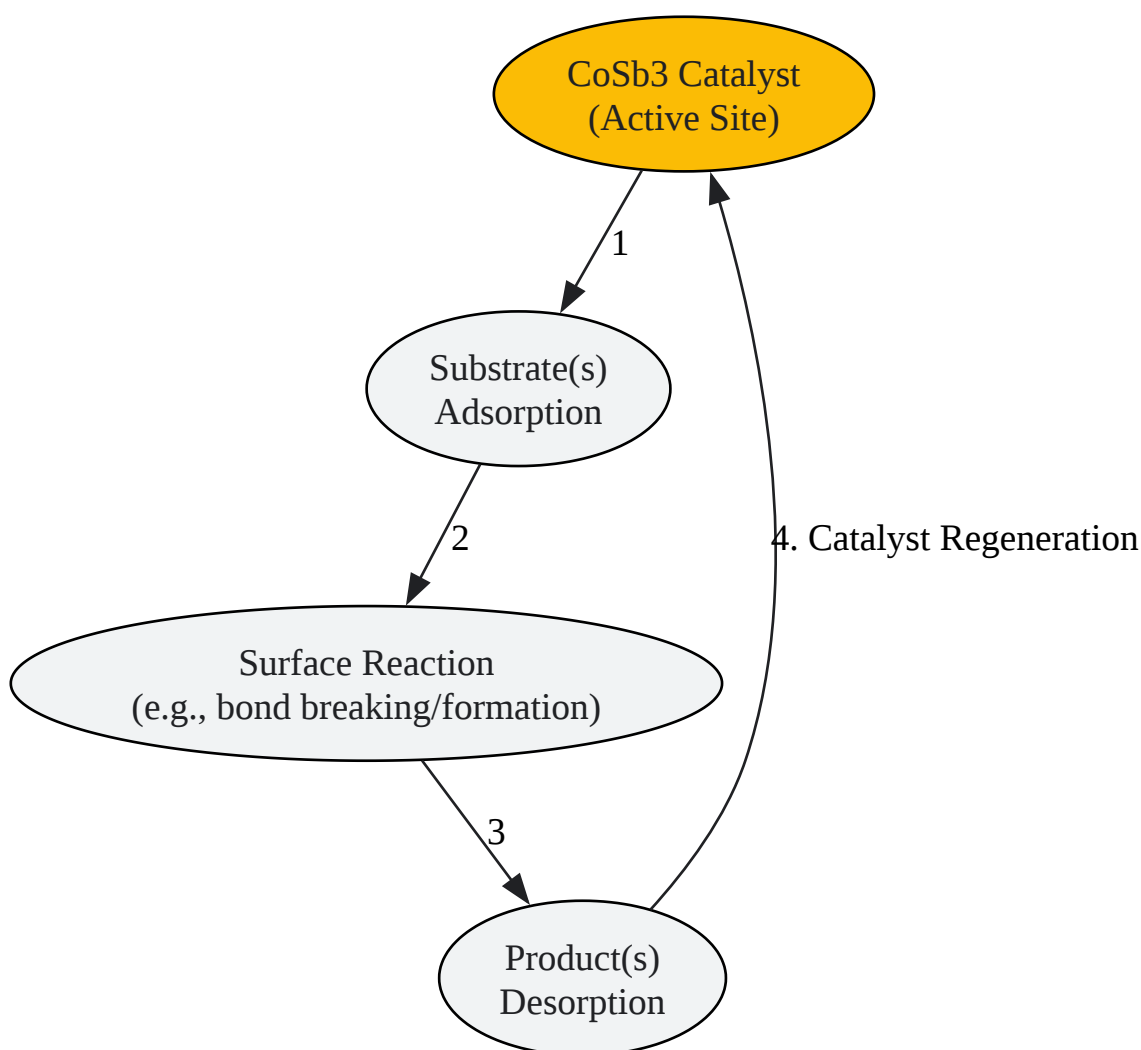 CoSb3 Catalyst
(Active Site)
1
Substrate(s)
Adsorption
2
4. Catalyst Regeneration
Surface Reaction
(e.g., bond breaking/formation)
3
Product(s)
Desorption